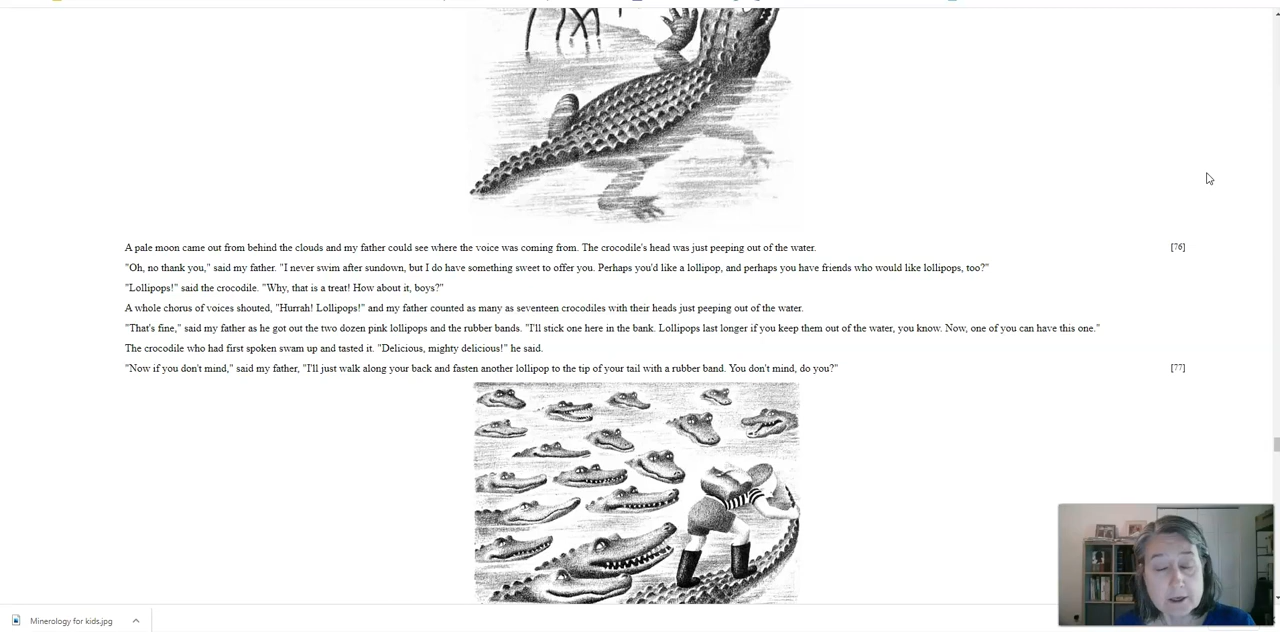 A pale moon came out from behind the clouds and my father could see where the voice was coming from. The crocodile's head was just peeping out of the water. [76]
"Oh, no thank you," said my father. "I never swim after sundown, but I do have something sweet to offer you. Perhaps you'd like a lollipop, and perhaps you have friends who would like lollipops, too?"
"Lollipops!" said the crocodile. "Why, that is a treat! How about it, boys?"
A whole chorus of voices shouted, "Hurrah! Lollipops!" and my father counted as many as seventeen crocodiles with their heads just peeping out of the water.
"That's fine," said my father as he got out the two dozen pink lollipops and the rubber bands. "I'll stick one here in the bank. Lollipops last longer if you keep them out of the water, you know. Now, one of you can have this one."
The crocodile who had first spoken swam up and tasted it. "Delicious, mighty delicious!" he said.
"Now if you don't mind," said my father, "I'll just walk along your back and fasten another lollipop to the tip of your tail with a rubber band. You don't mind, do you?" [77]
Minerology for kids.jpg